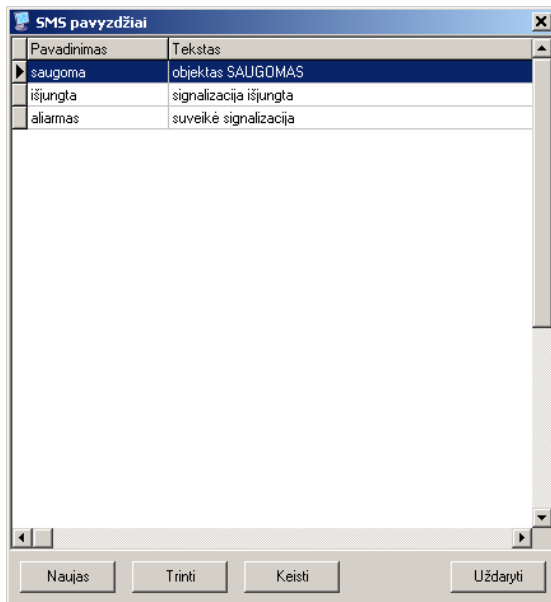 SMS pavyzdžiai
Pavadinimas Tekstas
saugoma objektas SAUGOMAS
išjungta signalizacija išjungta
aliarmas suveikė signalizacija
Naujas Trinti Keisti Uždaryti